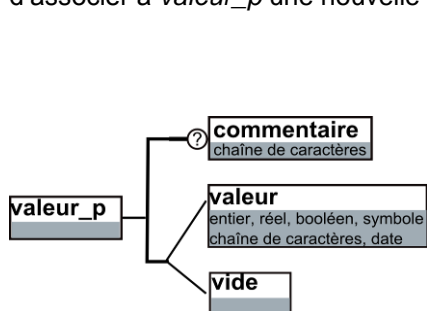 d'associer à valeur_p une nouvelle
commentaire
?
chaîne de caractères
valeur
valeur_p
entier, réel, booléen, symbole
chaîne de caractères, date
vide